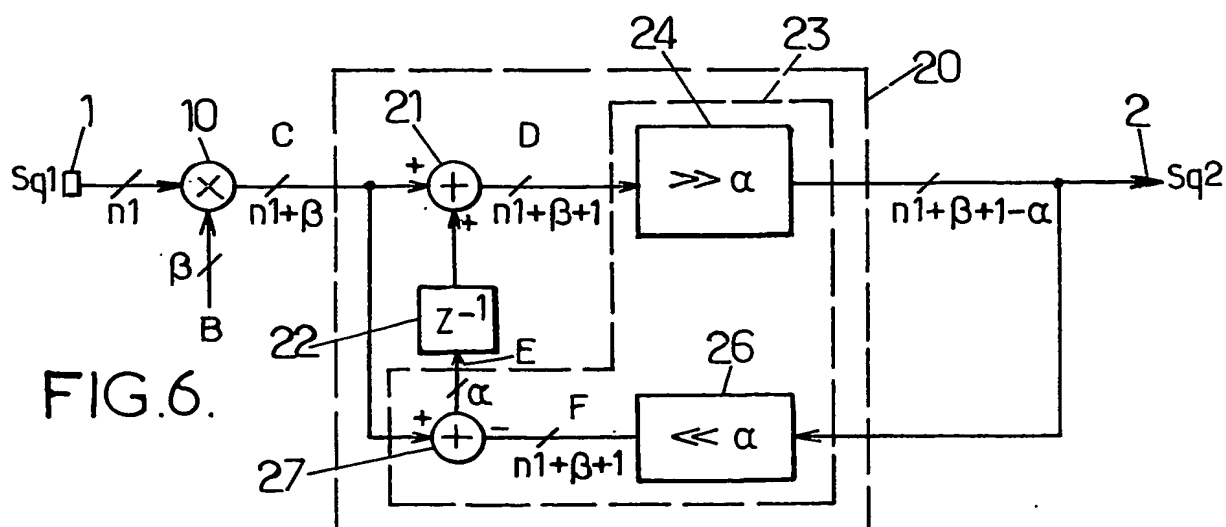 24
23
20
1
10
C
21
D
2
Sq1
n1
×
n1+β
+
+
n1+β+1
>> α
n1+β+1-α
Sq2
+
β
B
22
Z⁻¹
E
α
26
FIG.6.
+
+
-
F
<< α
27
n1+β+1